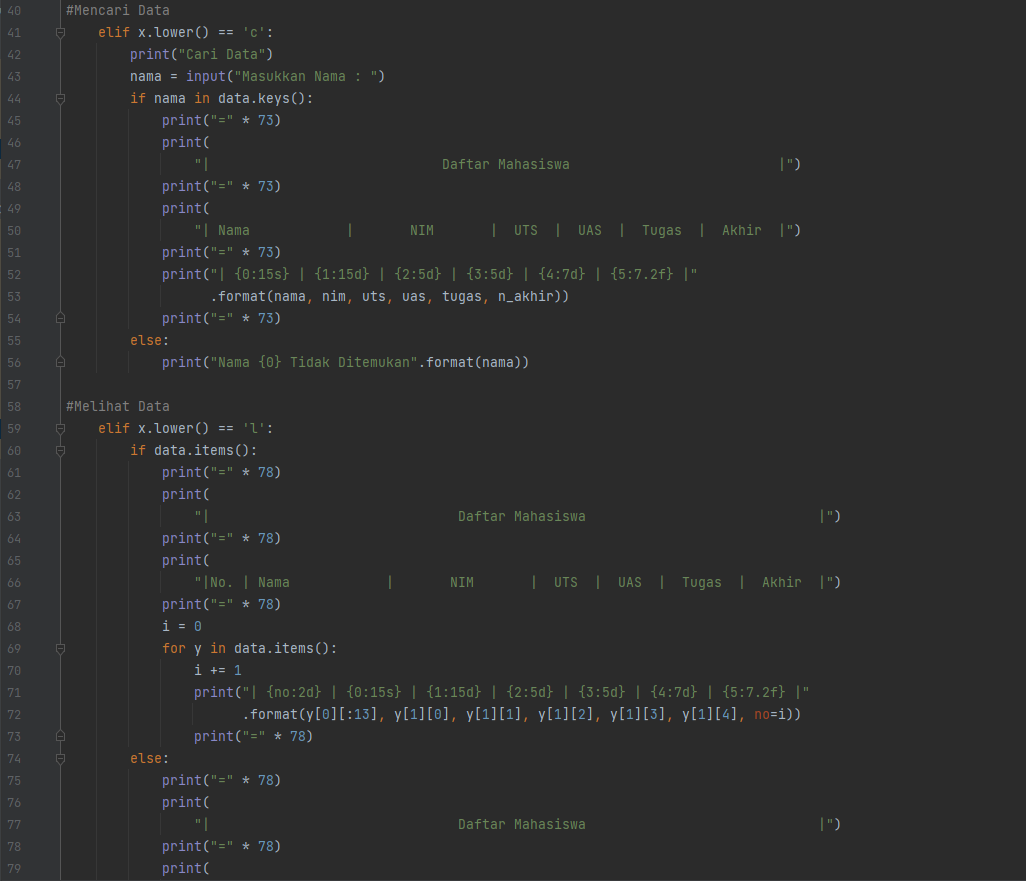 40 #Mencari Data
41     elif x.lower() == 'c':
42         print("Cari Data")
43         nama = input("Masukkan Nama : ")
44         if nama in data.keys():
45             print("=" * 73)
46             print(
47                 "|                             Daftar Mahasiswa                          |")
48             print("=" * 73)
49             print(
50                 "| Nama            |       NIM       |  UTS  |  UAS  |  Tugas  |  Akhir  |")
51             print("=" * 73)
52             print("| {0:15s} | {1:15d} | {2:5d} | {3:5d} | {4:7d} | {5:7.2f} |"
53                   .format(nama, nim, uts, uas, tugas, n_akhir))
54             print("=" * 73)
55         else:
56             print("Nama {0} Tidak Ditemukan".format(nama))
57
58 #Melihat Data
59     elif x.lower() == 'l':
60         if data.items():
61             print("=" * 78)
62             print(
63                 "|                               Daftar Mahasiswa                             |")
64             print("=" * 78)
65             print(
66                 "|No. | Nama            |       NIM       |  UTS  |  UAS  |  Tugas  |  Akhir  |")
67             print("=" * 78)
68             i = 0
69             for y in data.items():
70                 i += 1
71                 print("| {no:2d} | {0:15s} | {1:15d} | {2:5d} | {3:5d} | {4:7d} | {5:7.2f} |"
72                       .format(y[0][:13], y[1][0], y[1][1], y[1][2], y[1][3], y[1][4], no=i))
73                 print("=" * 78)
74         else:
75             print("=" * 78)
76             print(
77                 "|                               Daftar Mahasiswa                             |")
78             print("=" * 78)
79             print(